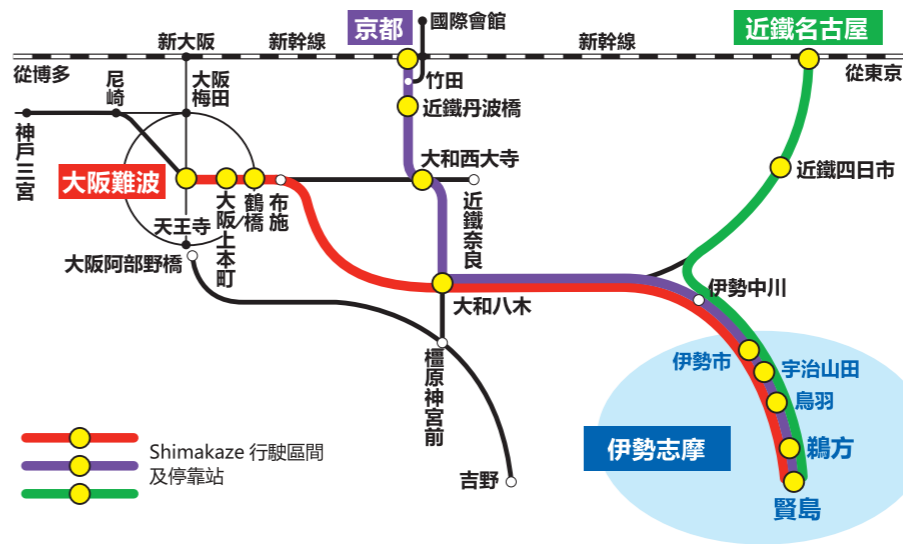 京都
國際會館
近鐵名古屋
新大阪
新幹線
新幹線
從博多
從東京
竹田
尼崎
大阪
梅田
近鐵丹波橋
神戶三宮
大和西大寺
近鐵四日市
大阪難波
布施
鶴橋
大阪上本町
近鐵奈良
天王寺
大阪阿部野橋
伊勢中川
大和八木
橿原神宮前
伊勢市
宇治山田
鳥羽
伊勢志摩
鵜方
Shimakaze 行駛區間
及停靠站
吉野
賢島